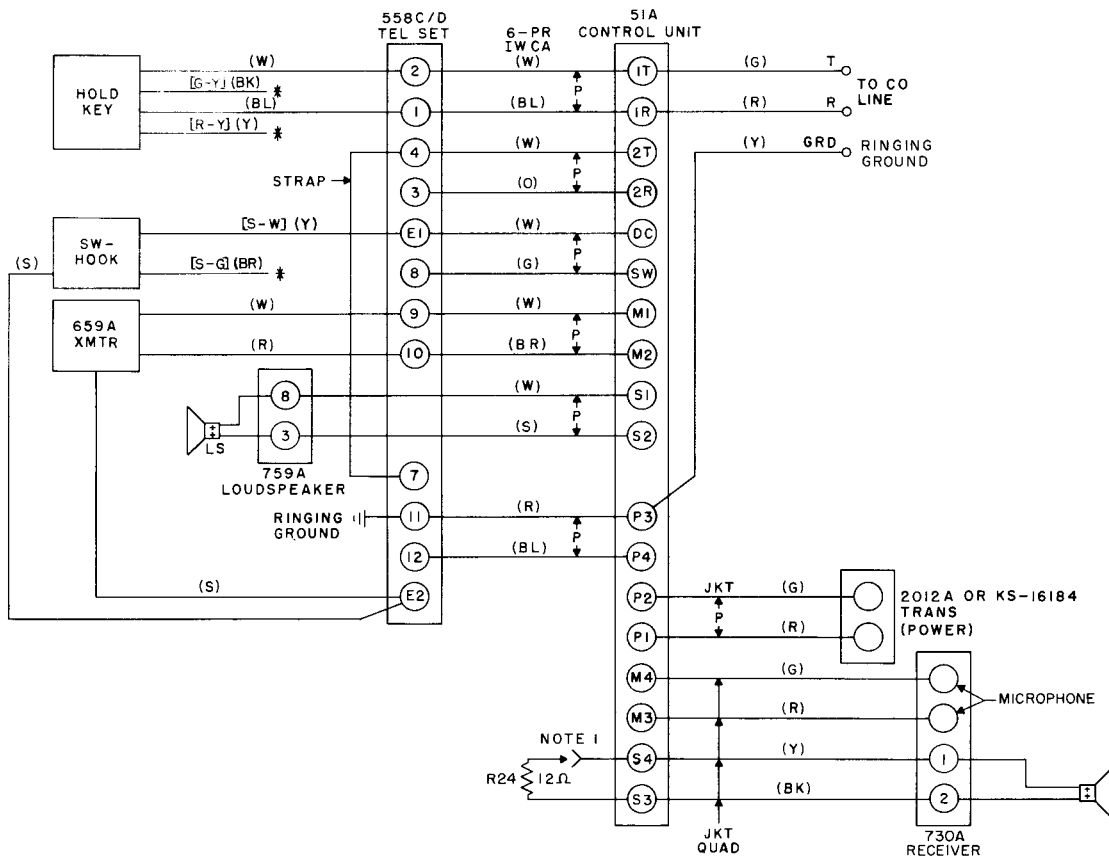 558C/D
TEL SET
6-PR
IW CA
51A
CONTROL UNIT
HOLD
KEY
(W)
2
(W)
1T
(G)
T
[G-Y] (BK)
*
P
TO CO
LINE
(BL)
1
(BL)
1R
(R)
R
[R-Y] (Y)
*
4
(W)
2T
(Y)
GRD
RINGING
GROUND
STRAP
P
3
(O)
2R
SW-
HOOK
[S-W] (Y)
E1
(W)
DC
(S)
P
[S-G] (BR)
*
8
(G)
SW
659A
XMTR
(W)
9
(W)
M1
P
(R)
10
(BR)
M2
8
(W)
S1
P
LS
3
(S)
S2
759A
LOUDSPEAKER
7
RINGING
GROUND
11
(R)
P3
P
12
(BL)
P4
(S)
E2
P2
JKT
(G)
P
P1
(R)
2012A OR KS-16184
TRANS
(POWER)
M4
(G)
MICROPHONE
M3
(R)
NOTE 1
S4
(Y)
1
R24
12Ω
S3
(BK)
2
JKT
QUAD
730A
RECEIVER